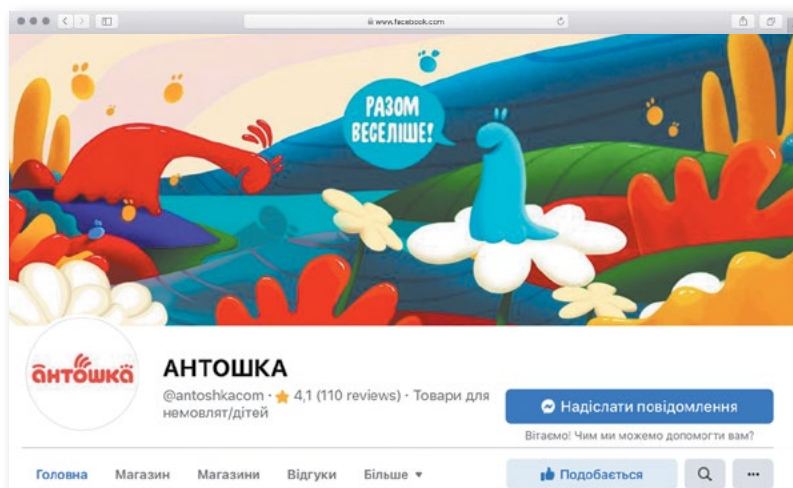 www.facebook.com
РАЗОМ
ВЕСЕЛІШЕ!
антошка
АНТОШКА
@antoshkacom · 4,1 (110 reviews) · Товари для
немовлят/дітей
Надіслати повідомлення
Вітаємо! Чим ми можемо допомогти вам?
Головна Магазин Магазини Відгуки Більше Подобається